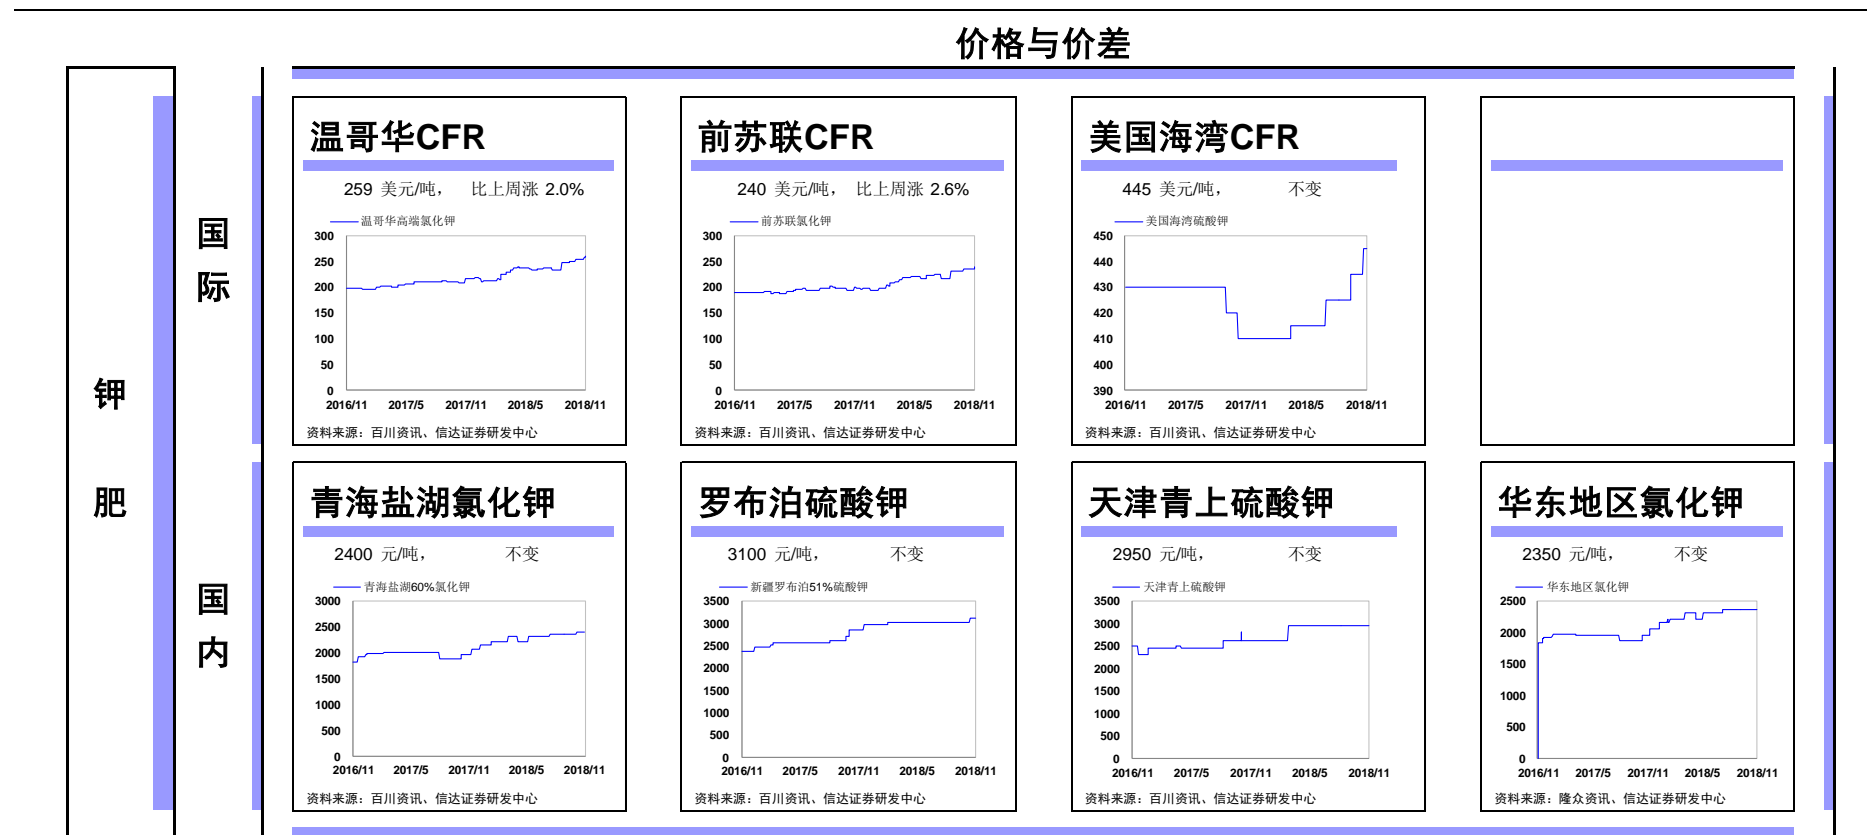 价格与价差
钾
肥
国
际
温哥华CFR
259 美元/吨， 比上周涨 2.0%
温哥华高端氯化钾
300
250
200
150
100
50
0
2016/11 2017/5 2017/11 2018/5 2018/11
资料来源：百川资讯、信达证券研发中心
前苏联CFR
240 美元/吨， 比上周涨 2.6%
前苏联氯化钾
300
250
200
150
100
50
0
2016/11 2017/5 2017/11 2018/5 2018/11
资料来源：百川资讯、信达证券研发中心
美国海湾CFR
445 美元/吨， 不变
美国海湾硫酸钾
450
440
430
420
410
400
390
2016/11 2017/5 2017/11 2018/5 2018/11
资料来源：百川资讯、信达证券研发中心
国
内
青海盐湖氯化钾
2400 元/吨， 不变
青海盐湖60%氯化钾
3000
2500
2000
1500
1000
500
0
2016/11 2017/5 2017/11 2018/5 2018/11
资料来源：百川资讯、信达证券研发中心
罗布泊硫酸钾
3100 元/吨， 不变
新疆罗布泊51%硫酸钾
3500
3000
2500
2000
1500
1000
500
0
2016/11 2017/5 2017/11 2018/5 2018/11
资料来源：百川资讯、信达证券研发中心
天津青上硫酸钾
2950 元/吨， 不变
天津青上硫酸钾
3500
3000
2500
2000
1500
1000
500
0
2016/11 2017/5 2017/11 2018/5 2018/11
资料来源：百川资讯、信达证券研发中心
华东地区氯化钾
2350 元/吨， 不变
华东地区氯化钾
2500
2000
1500
1000
500
0
2016/11 2017/5 2017/11 2018/5 2018/11
资料来源：隆众资讯、信达证券研发中心